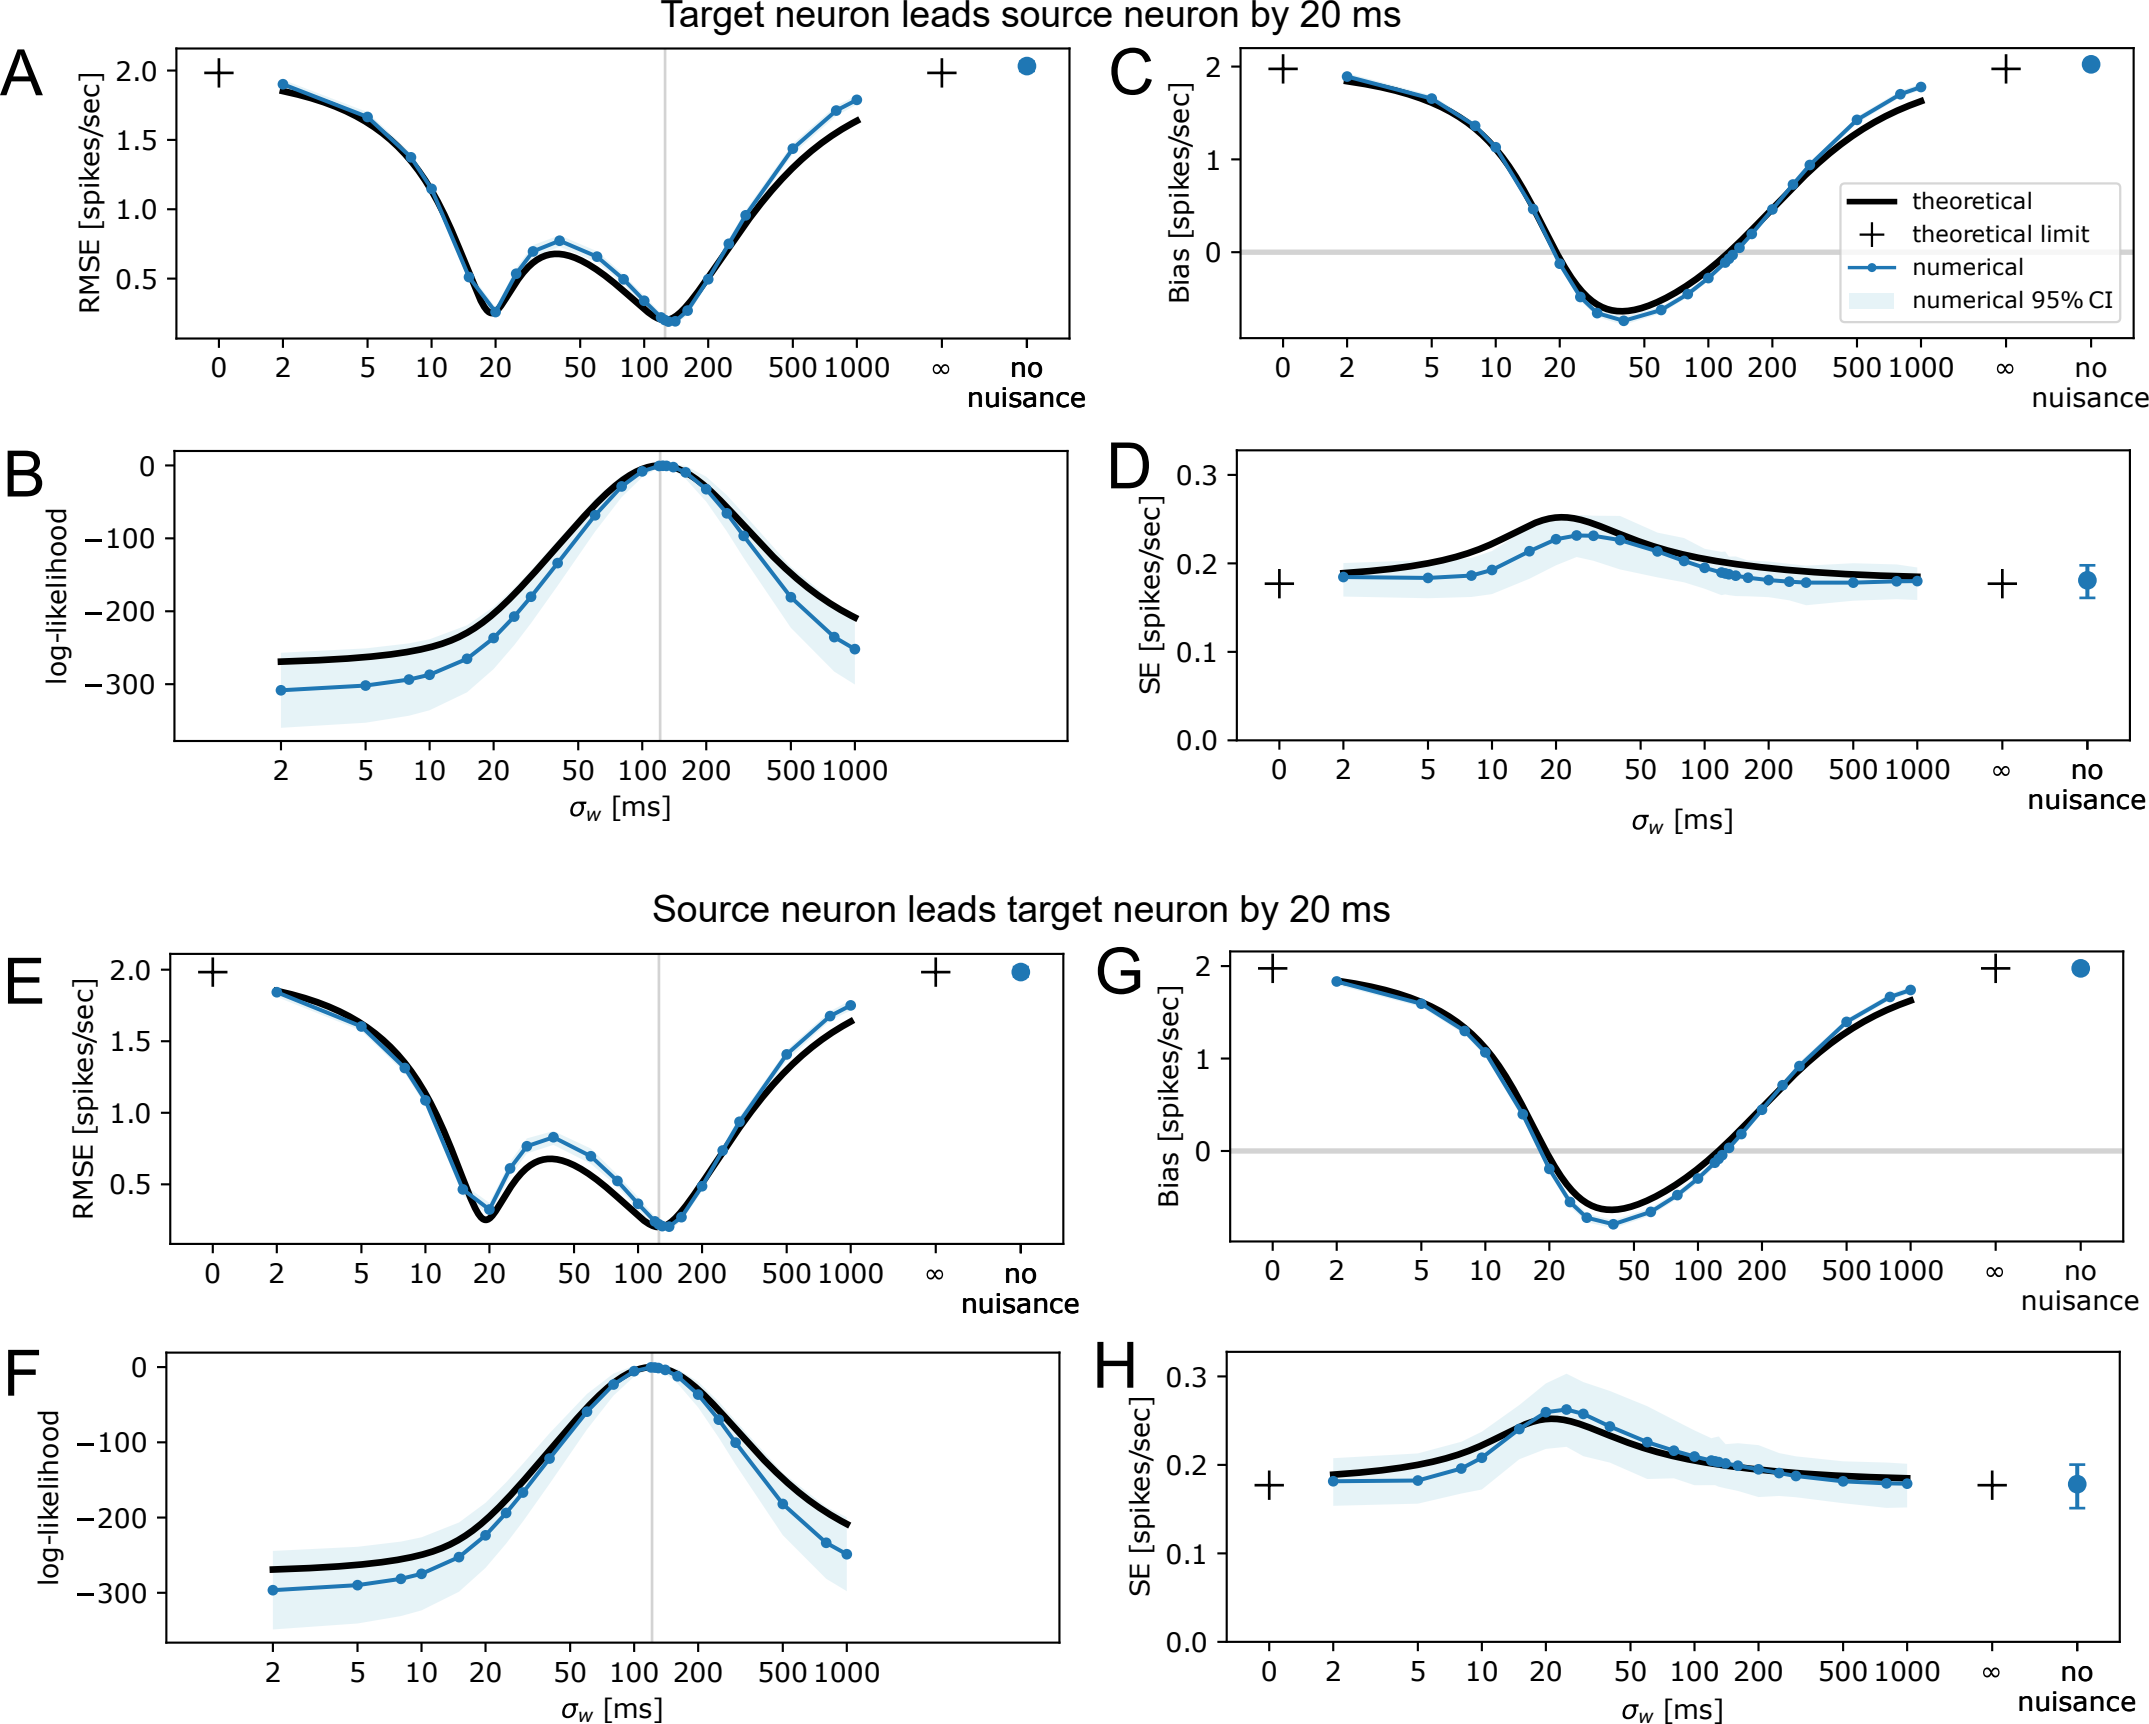 Target neuron leads source neuron by 20 ms
A
RMSE [spikes/sec]
2.0
1.5
1.0
0.5
0 2 5 10 20 50 100 200 500 1000 ∞ no
nuisance
C
Bias [spikes/sec]
2
1
0
theoretical
theoretical limit
numerical
numerical 95% CI
0 2 5 10 20 50 100 200 500 1000 ∞ no
nuisance
B
log-likelihood
0
−100
−200
−300
2 5 10 20 50 100 200 500 1000
σw [ms]
D
SE [spikes/sec]
0.3
0.2
0.1
0.0
0 2 5 10 20 50 100 200 500 1000 ∞ no
nuisance
σw [ms]
Source neuron leads target neuron by 20 ms
E
RMSE [spikes/sec]
2.0
1.5
1.0
0.5
0 2 5 10 20 50 100 200 500 1000 ∞ no
nuisance
G
Bias [spikes/sec]
2
1
0
0 2 5 10 20 50 100 200 500 1000 ∞ no
nuisance
F
log-likelihood
0
−100
−200
−300
2 5 10 20 50 100 200 500 1000
σw [ms]
H
SE [spikes/sec]
0.3
0.2
0.1
0.0
0 2 5 10 20 50 100 200 500 1000 ∞ no
nuisance
σw [ms]